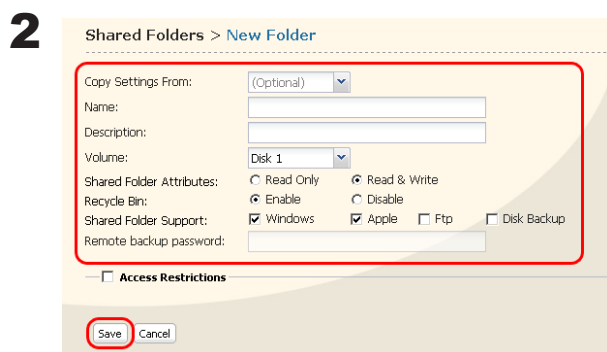 2
Shared Folders > New Folder
Copy Settings From: (Optional)
Name:
Description:
Volume: Disk 1
Shared Folder Attributes: Read Only Read & Write
Recycle Bin: Enable Disable
Shared Folder Support: Windows Apple Ftp Disk Backup
Remote backup password:
Access Restrictions
Save Cancel